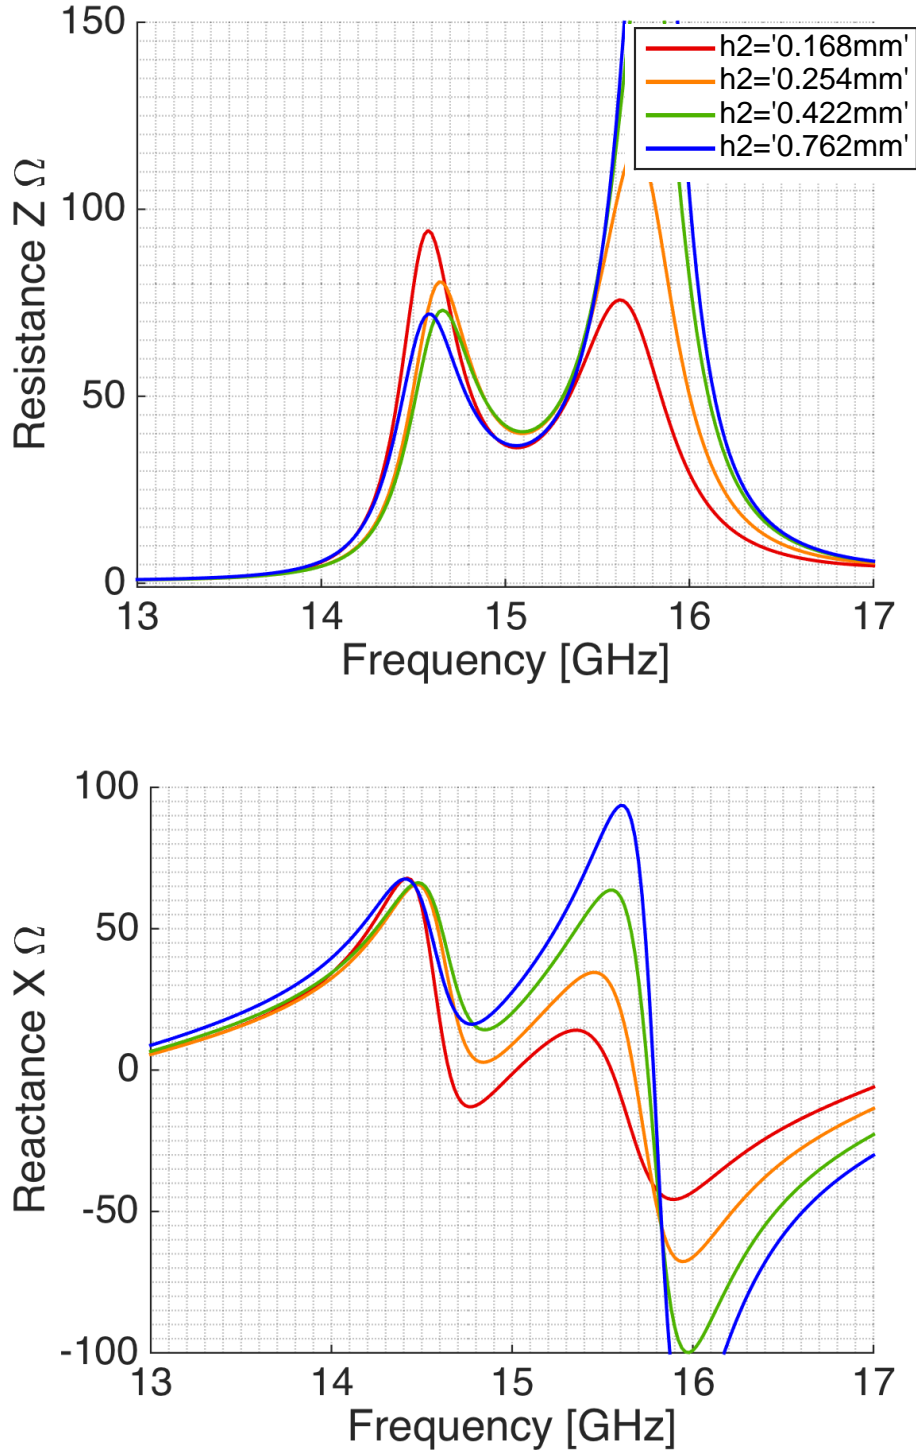 150
100
50
0
Resistance Z Ω
h2='0.168mm'
h2='0.254mm'
h2='0.422mm'
h2='0.762mm'
13 14 15 16 17
Frequency [GHz]
100
50
0
-50
-100
Reactance X Ω
13 14 15 16 17
Frequency [GHz]